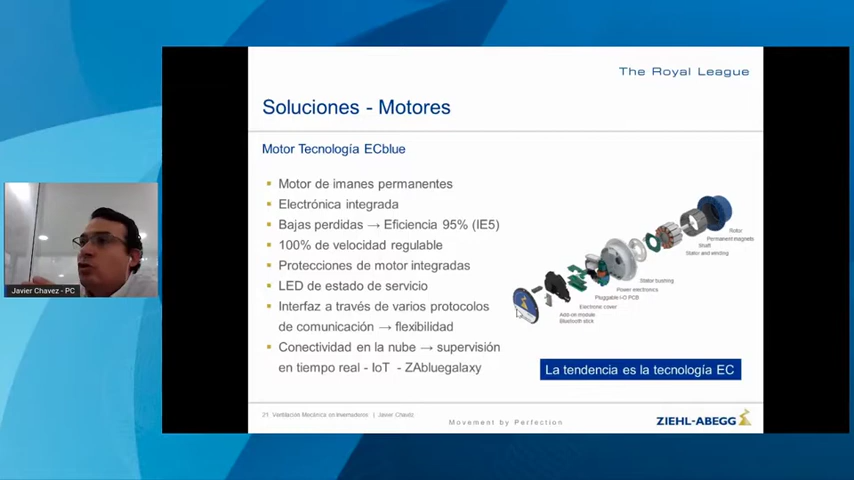 The Royal League
Soluciones - Motores
Motor Tecnología ECblue
Motor de imanes permanentes
Electrónica integrada
Bajas perdidas → Eficiencia 95% (IE5)
100% de velocidad regulable
Protecciones de motor integradas
LED de estado de servicio
Interfaz a través de varios protocolos
de comunicación → flexibilidad
Conectividad en la nube → supervisión
en tiempo real - IoT - ZAbluegalaxy
Rotor
Permanent magnets
Shaft
Stator and winding
Stator bushing
Power electronics
Pluggable I-O PCB
Electronic cover
Add-on module
Bluetooth stick
La tendencia es la tecnología EC
Javier Chavez - PC
21 Ventilación Mecánica en Invernaderos | Javier Chavez
Movement by Perfection
ZIEHL-ABEGG